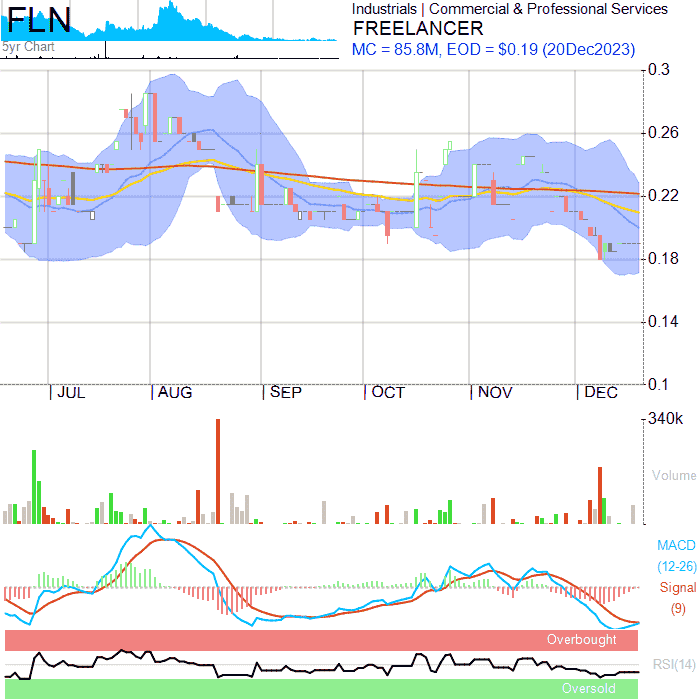 FLN
5yr Chart
Industrials | Commercial & Professional Services
FREELANCER
MC = 85.8M, EOD = $0.19 (20Dec2023)
0.3
0.26
0.22
0.18
0.14
0.1
JUL AUG SEP OCT NOV DEC
340k
Volume
MACD
(12-26)
Signal
(9)
Overbought
RSI(14)
Oversold